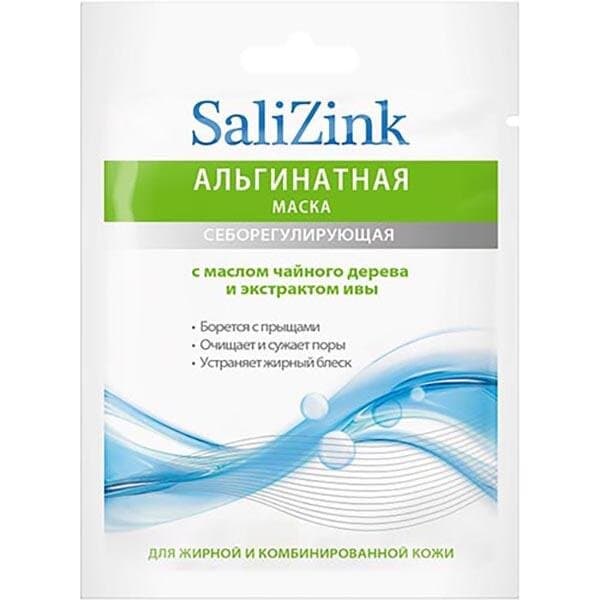 SaliZink
АЛЬГИНАТНАЯ
МАСКА
СЕБОРЕГУЛИРУЮЩАЯ
с маслом чайного дерева
и экстрактом ивы
• Борется с прыщами
• Очищает и сужает поры
• Устраняет жирный блеск
ДЛЯ ЖИРНОЙ И КОМБИНИРОВАННОЙ КОЖИ